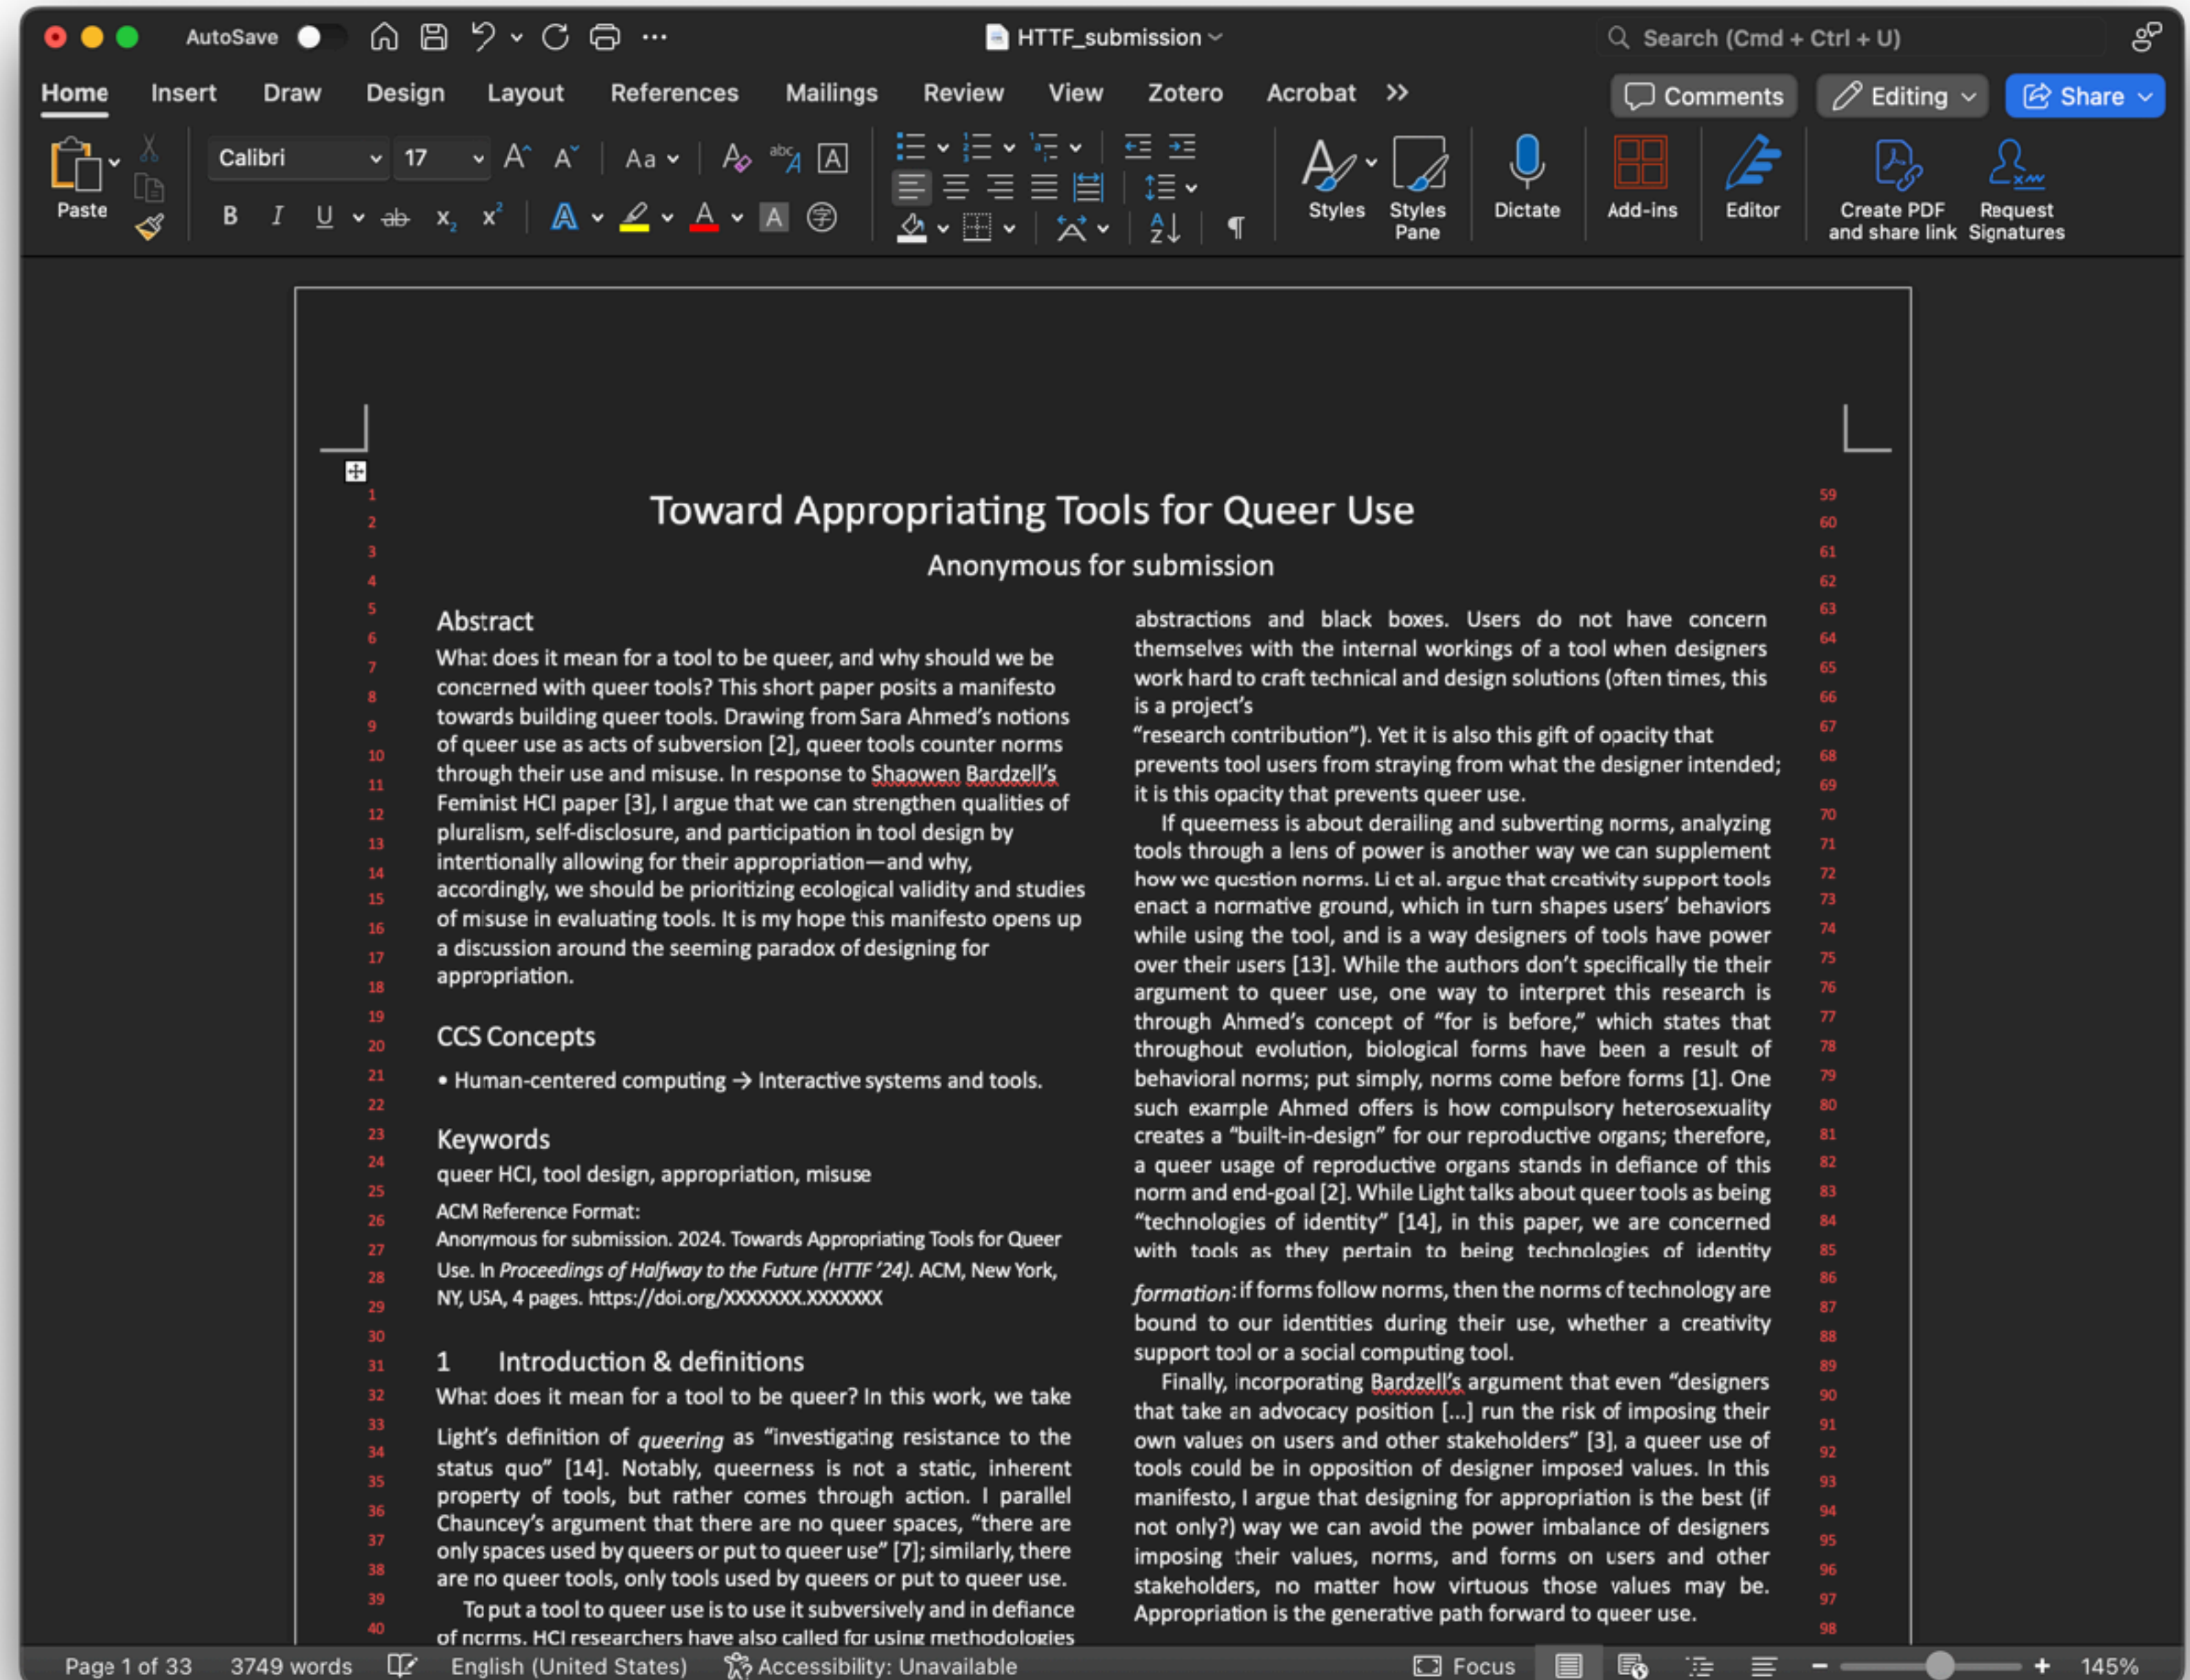 AutoSave
HTTF_submission
Search (Cmd + Ctrl + U)
Home Insert Draw Design Layout References Mailings Review View Zotero Acrobat
Comments Editing Share
Paste
Calibri 17
Aa
Styles
Styles Pane
Dictate
Add-ins
Editor
Create PDF and share link
Request Signatures
Toward Appropriating Tools for Queer Use
Anonymous for submission
Abstract
What does it mean for a tool to be queer, and why should we be
concerned with queer tools? This short paper posits a manifesto
towards building queer tools. Drawing from Sara Ahmed’s notions
of queer use as acts of subversion [2], queer tools counter norms
through their use and misuse. In response to Shaowen Bardzell’s
Feminist HCI paper [3], I argue that we can strengthen qualities of
pluralism, self-disclosure, and participation in tool design by
intentionally allowing for their appropriation—and why,
accordingly, we should be prioritizing ecological validity and studies
of misuse in evaluating tools. It is my hope this manifesto opens up
a discussion around the seeming paradox of designing for
appropriation.
CCS Concepts
• Human-centered computing → Interactive systems and tools.
Keywords
queer HCI, tool design, appropriation, misuse
ACM Reference Format:
Anonymous for submission. 2024. Towards Appropriating Tools for Queer
Use. In Proceedings of Halfway to the Future (HTTF ’24). ACM, New York,
NY, USA, 4 pages. https://doi.org/XXXXXXX.XXXXXXX
1 Introduction & definitions
What does it mean for a tool to be queer? In this work, we take
Light’s definition of queering as “investigating resistance to the
status quo” [14]. Notably, queerness is not a static, inherent
property of tools, but rather comes through action. I parallel
Chauncey’s argument that there are no queer spaces, “there are
only spaces used by queers or put to queer use” [7]; similarly, there
are no queer tools, only tools used by queers or put to queer use.
To put a tool to queer use is to use it subversively and in defiance
of norms. HCI researchers have also called for using methodologies
abstractions and black boxes. Users do not have concern
themselves with the internal workings of a tool when designers
work hard to craft technical and design solutions (often times, this
is a project’s
“research contribution”). Yet it is also this gift of opacity that
prevents tool users from straying from what the designer intended;
it is this opacity that prevents queer use.
If queerness is about derailing and subverting norms, analyzing
tools through a lens of power is another way we can supplement
how we question norms. Li et al. argue that creativity support tools
enact a normative ground, which in turn shapes users’ behaviors
while using the tool, and is a way designers of tools have power
over their users [13]. While the authors don’t specifically tie their
argument to queer use, one way to interpret this research is
through Ahmed’s concept of “for is before,” which states that
throughout evolution, biological forms have been a result of
behavioral norms; put simply, norms come before forms [1]. One
such example Ahmed offers is how compulsory heterosexuality
creates a “built-in-design” for our reproductive organs; therefore,
a queer usage of reproductive organs stands in defiance of this
norm and end-goal [2]. While Light talks about queer tools as being
“technologies of identity” [14], in this paper, we are concerned
with tools as they pertain to being technologies of identity
formation: if forms follow norms, then the norms of technology are
bound to our identities during their use, whether a creativity
support tool or a social computing tool.
Finally, incorporating Bardzell’s argument that even “designers
that take an advocacy position [...] run the risk of imposing their
own values on users and other stakeholders” [3], a queer use of
tools could be in opposition of designer imposed values. In this
manifesto, I argue that designing for appropriation is the best (if
not only?) way we can avoid the power imbalance of designers
imposing their values, norms, and forms on users and other
stakeholders, no matter how virtuous those values may be.
Appropriation is the generative path forward to queer use.
Page 1 of 33 3749 words English (United States) Accessibility: Unavailable Focus 145%